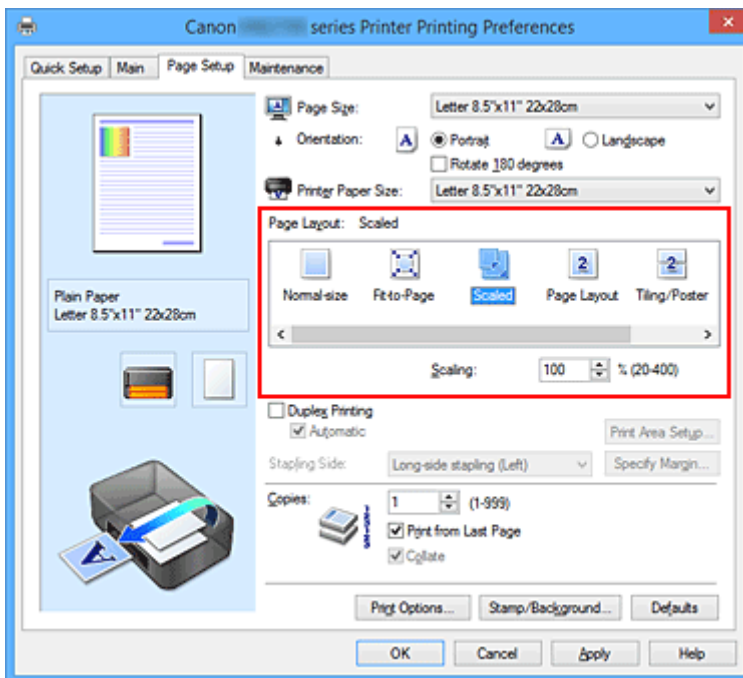 Canon series Printer Printing Preferences
Quick Setup Main Page Setup Maintenance
Page Size: Letter 8.5"x11" 22x28cm
Orientation: A Portrait A Landscape
Rotate 180 degrees
Printer Paper Size: Letter 8.5"x11" 22x28cm
Page Layout: Scaled
Normal-size Fit-to-Page Scaled Page Layout Tiling/Poster
Scaling: 100 % (20-400)
Plain Paper
Letter 8.5"x11" 22x28cm
Duplex Printing
Automatic Print Area Setup...
Stapling Side: Long-side stapling (Left) Specify Margin...
Copies: 1 (1-999)
Print from Last Page
Collate
Print Options... Stamp/Background... Defaults
OK Cancel Apply Help